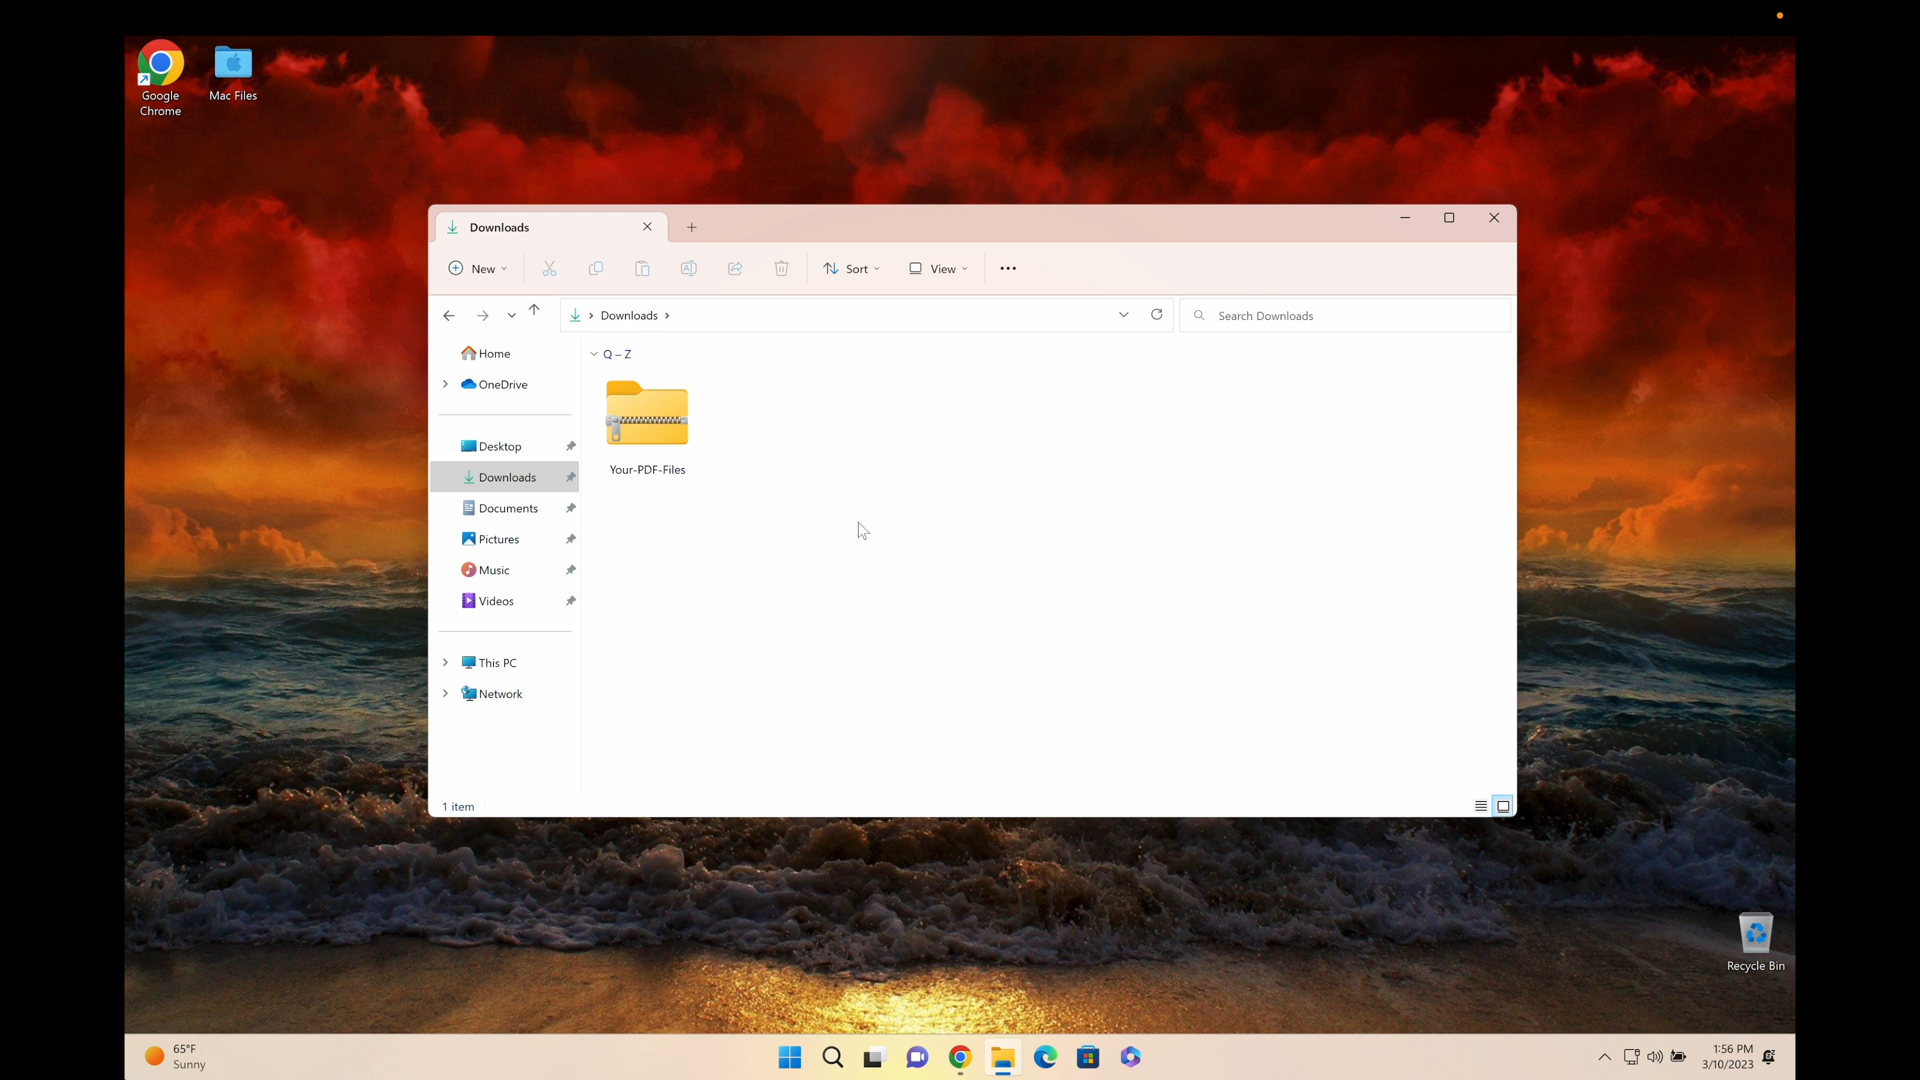 Google
Chrome
Mac Files
Downloads
New
Sort
View
Downloads
Search Downloads
Home
OneDrive
Desktop
Downloads
Documents
Pictures
Music
Videos
This PC
Network
Q – Z
Your-PDF-Files
1 item
Recycle Bin
65°F
Sunny
1:56 PM
3/10/2023